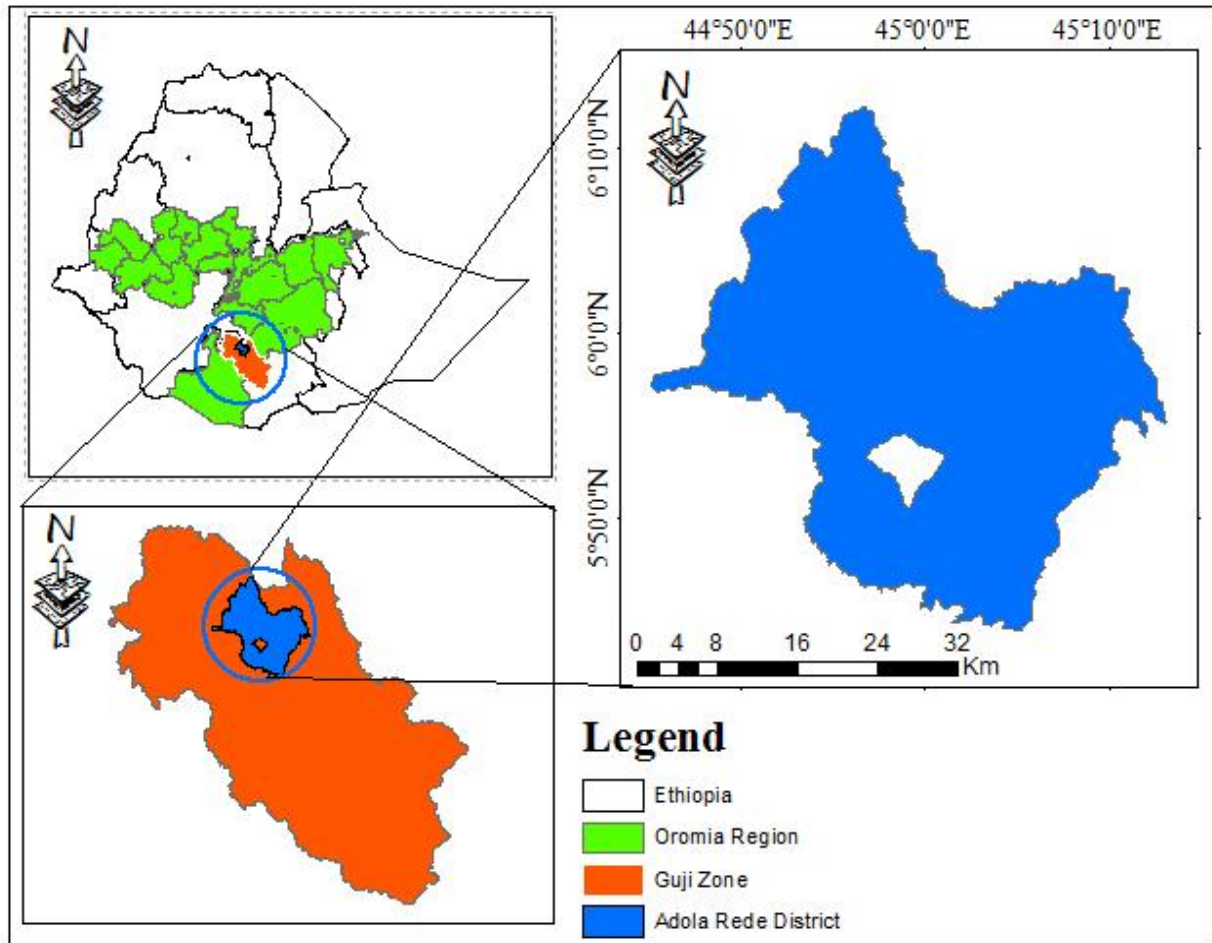 N
N
44°50'0"E 45°0'0"E 45°10'0"E
6°10'0"N
6°0'0"N
5°50'0"N
0 4 8 16 24 32
Km
N
Legend
Ethiopia
Oromia Region
Guji Zone
Adola Rede District